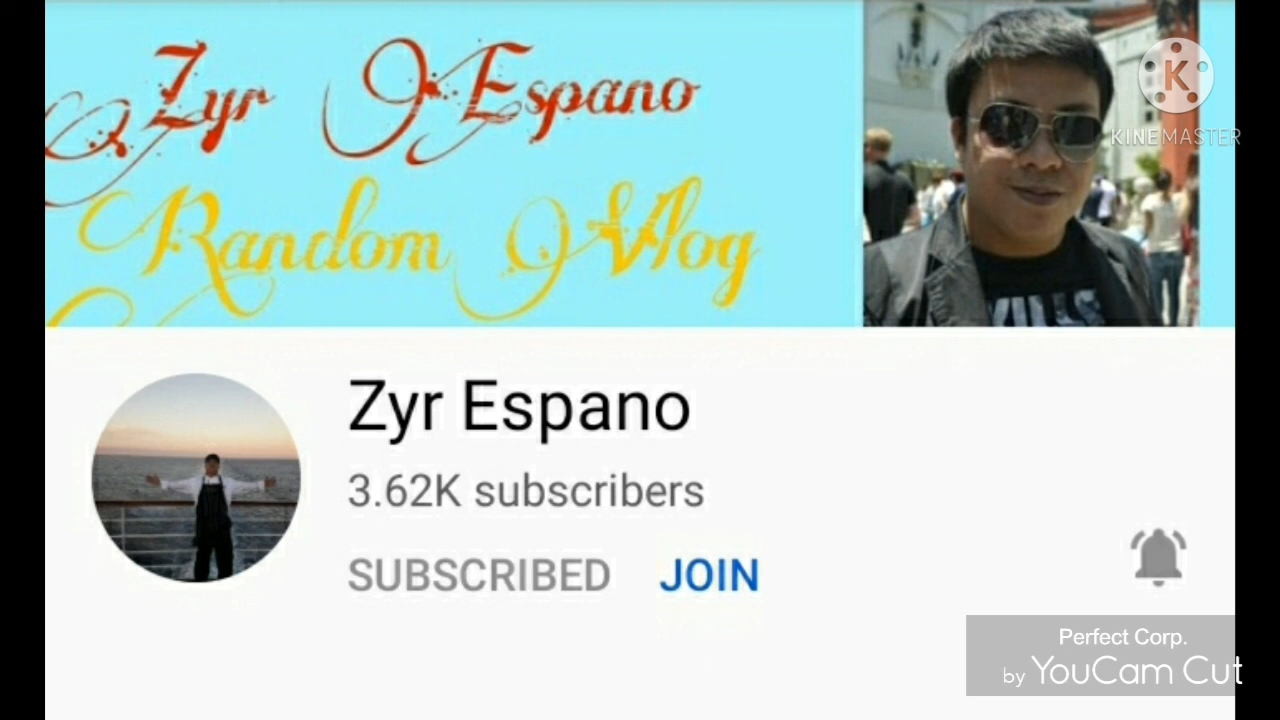 Zyr Espano
Random Vlog
K
KINEMASTER
Zyr Espano
3.62K subscribers
SUBSCRIBED JOIN
Perfect Corp.
by YouCam Cut